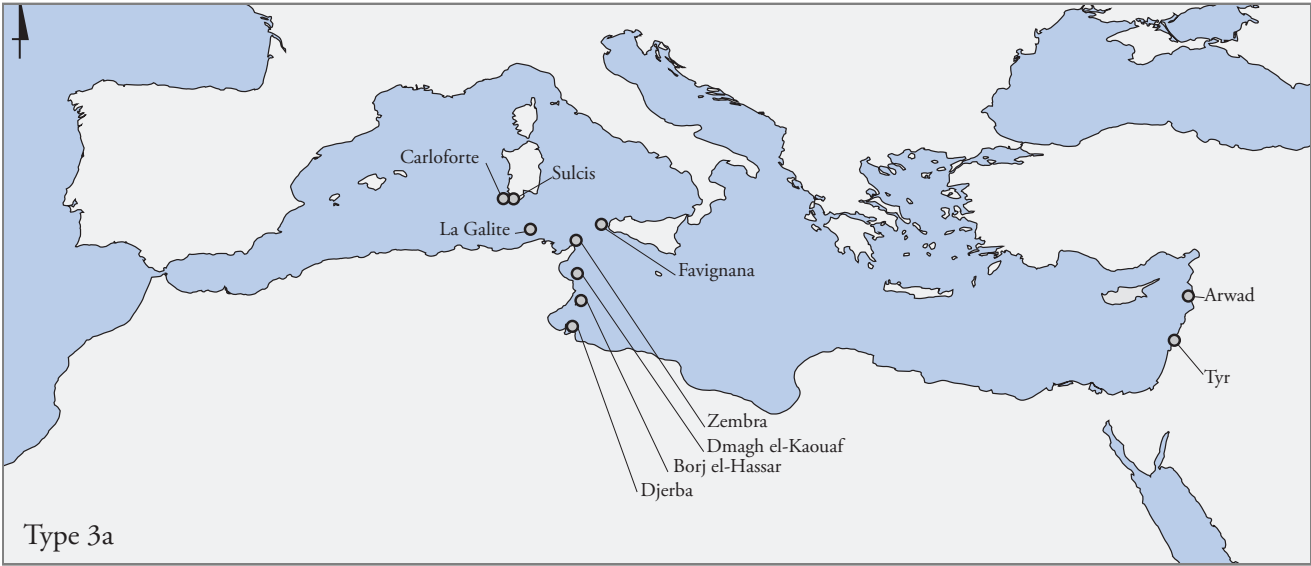 Carloforte
Sulcis
La Galite
Favignana
Arwad
Tyr
Zembra
Dmagh el-Kaouaf
Borj el-Hassar
Djerba
Type 3a